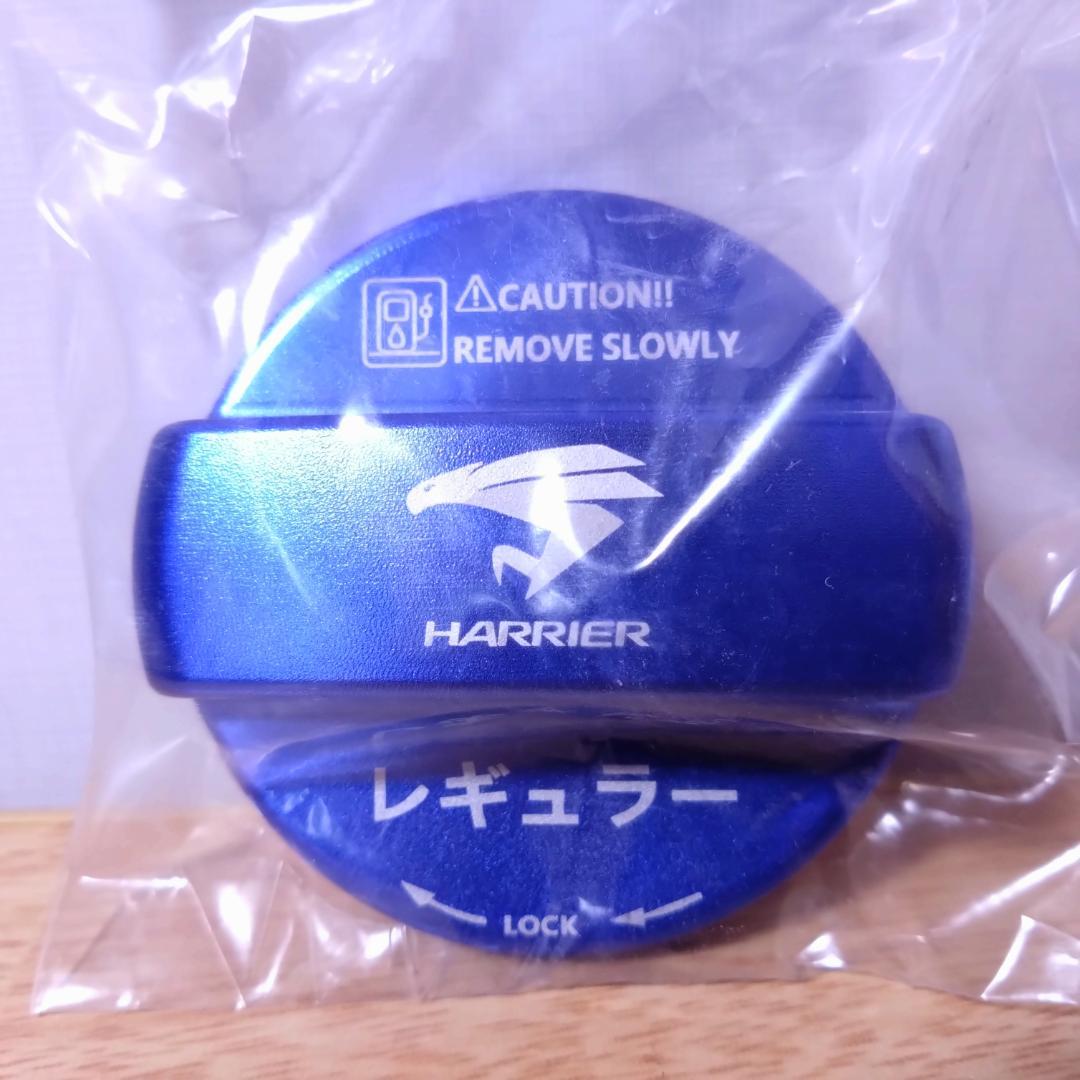 CAUTION!!
REMOVE SLOWLY
HARRIER
レギュラー
LOCK